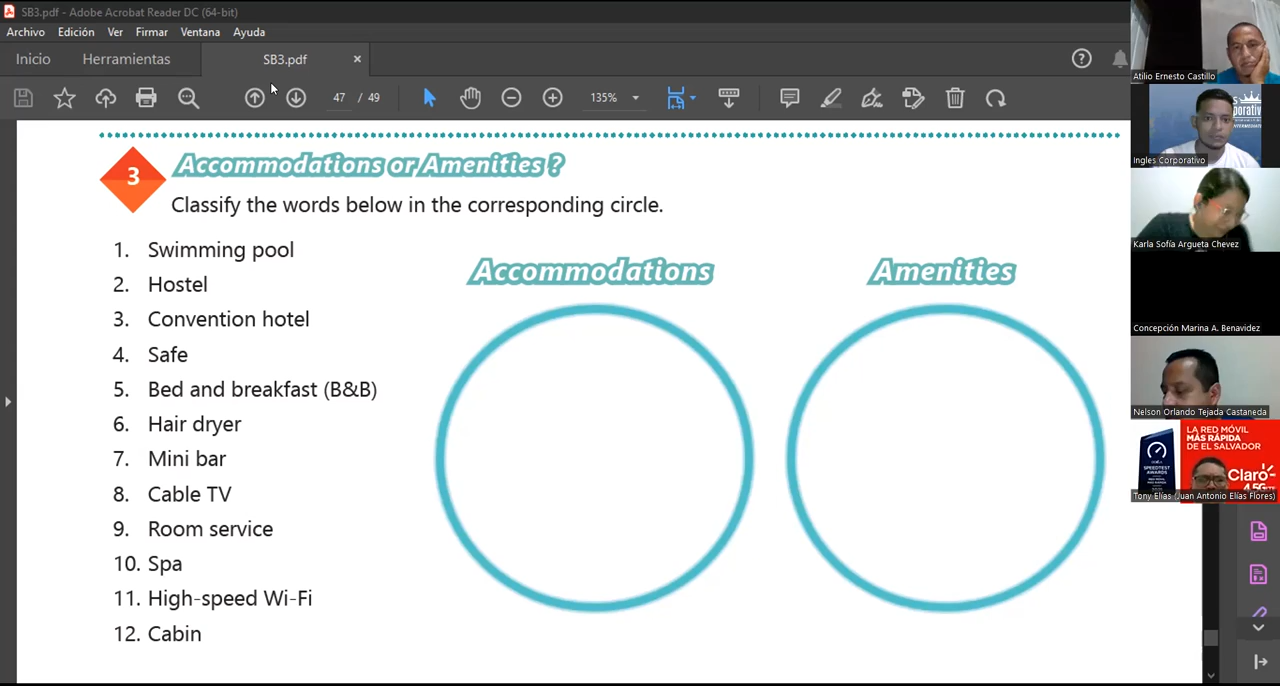 SB3.pdf - Adobe Acrobat Reader DC (64-bit)
Archivo Edición Ver Firmar Ventana Ayuda
Inicio Herramientas SB3.pdf ×
47 / 49 135%
3 Accommodations or Amenities ?
Classify the words below in the corresponding circle.
1. Swimming pool
2. Hostel
3. Convention hotel
4. Safe
5. Bed and breakfast (B&B)
6. Hair dryer
7. Mini bar
8. Cable TV
9. Room service
10. Spa
11. High-speed Wi-Fi
12. Cabin
Accommodations
Amenities
Atilio Ernesto Castillo
Ingles Corporativo
Karla Sofía Argueta Chevez
Concepción Marina A. Benavidez
Nelson Orlando Tejada Castaneda
LA RED MÓVIL
MÁS RÁPIDA
DE EL SALVADOR
SPEEDTEST
AWARDS
Claro
4.5G
Tony Elías (Juan Antonio Elías Flores)